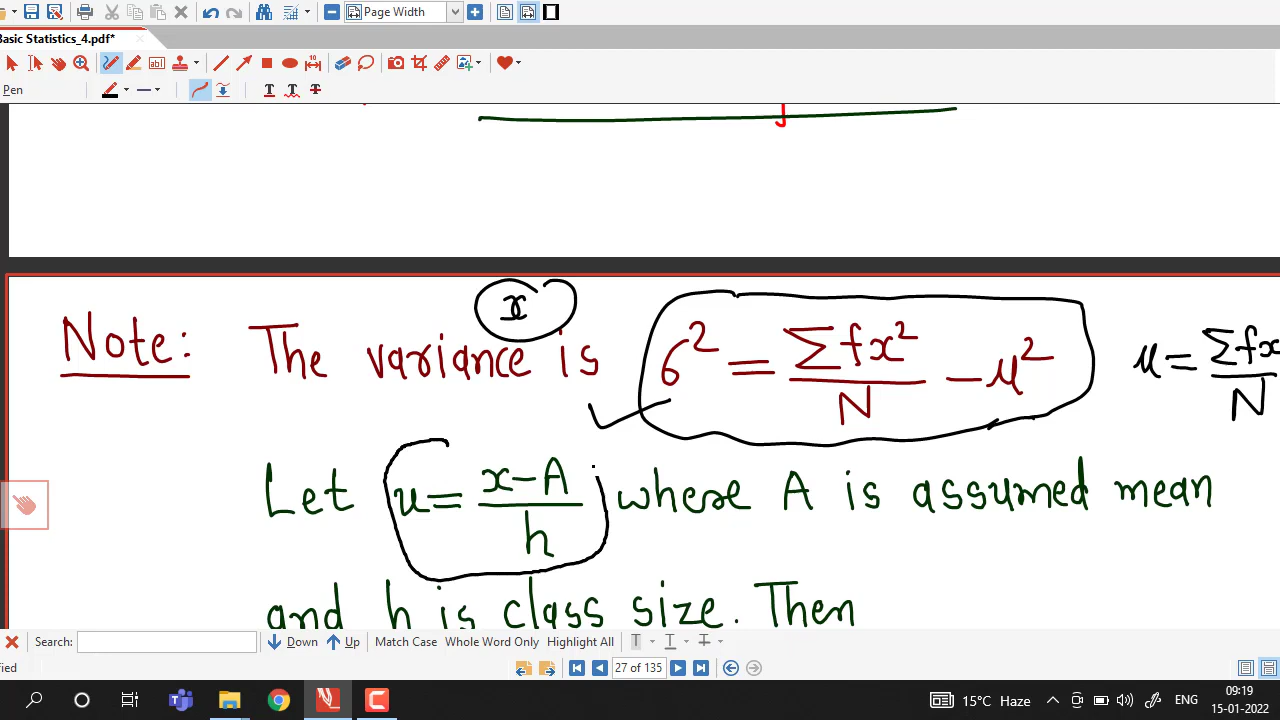 Page Width
Basic Statistics_4.pdf*
Pen
x
Note: The variance is σ² = Σfx²/N − μ² μ = Σfx/N
Let u = x−A/h where A is assumed mean
and h is class size. Then
Search: Down Up Match Case Whole Word Only Highlight All T T T
27 of 135
ENG
15°C Haze
09:19
15-01-2022